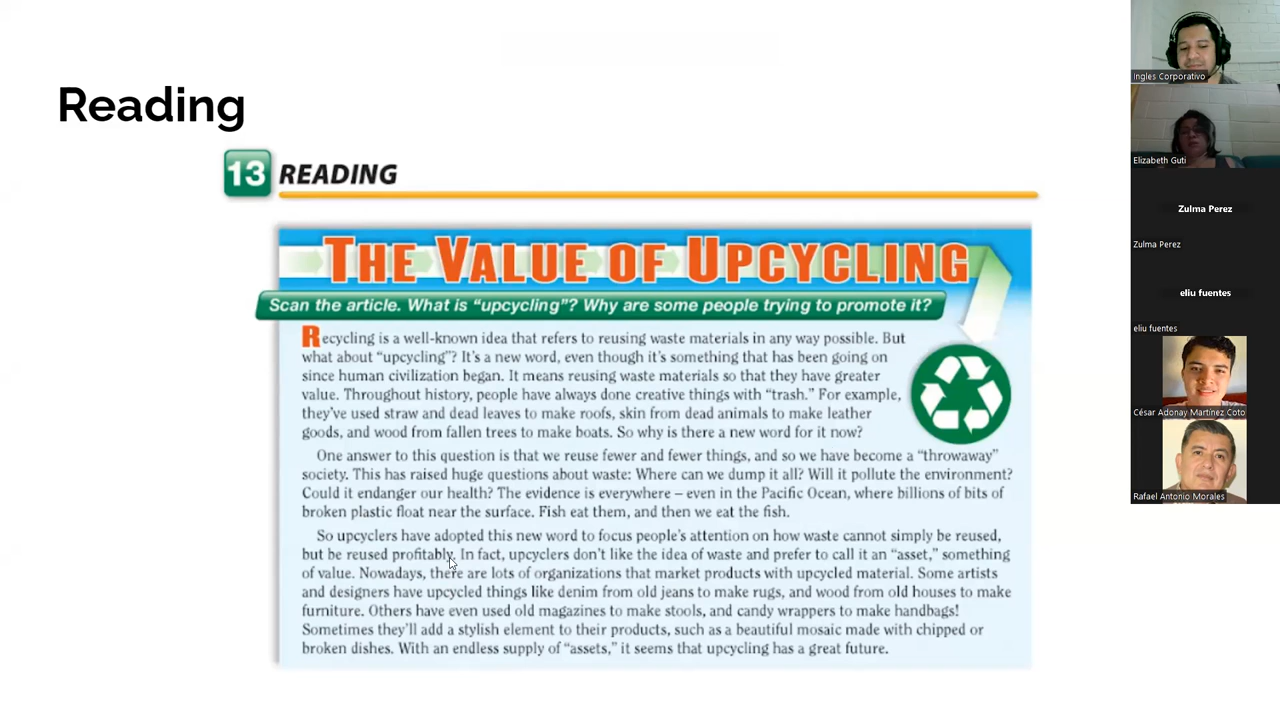 Reading
13 READING
THE VALUE OF UPCYCLING
Scan the article. What is “upcycling”? Why are some people trying to promote it?
Recycling is a well-known idea that refers to reusing waste materials in any way possible. But
what about “upcycling”? It’s a new word, even though it’s something that has been going on
since human civilization began. It means reusing waste materials so that they have greater
value. Throughout history, people have always done creative things with “trash.” For example,
they’ve used straw and dead leaves to make roofs, skin from dead animals to make leather
goods, and wood from fallen trees to make boats. So why is there a new word for it now?
One answer to this question is that we reuse fewer and fewer things, and so we have become a “throwaway”
society. This has raised huge questions about waste: Where can we dump it all? Will it pollute the environment?
Could it endanger our health? The evidence is everywhere – even in the Pacific Ocean, where billions of bits of
broken plastic float near the surface. Fish eat them, and then we eat the fish.
So upcyclers have adopted this new word to focus people’s attention on how waste cannot simply be reused,
but be reused profitably. In fact, upcyclers don’t like the idea of waste and prefer to call it an “asset,” something
of value. Nowadays, there are lots of organizations that market products with upcycled material. Some artists
and designers have upcycled things like denim from old jeans to make rugs, and wood from old houses to make
furniture. Others have even used old magazines to make stools, and candy wrappers to make handbags!
Sometimes they’ll add a stylish element to their products, such as a beautiful mosaic made with chipped or
broken dishes. With an endless supply of “assets,” it seems that upcycling has a great future.
Ingles Corporativo
Elizabeth Guti
Zulma Perez
Zulma Perez
eliu fuentes
eliu fuentes
César Adonay Martínez Coto
Rafael Antonio Morales